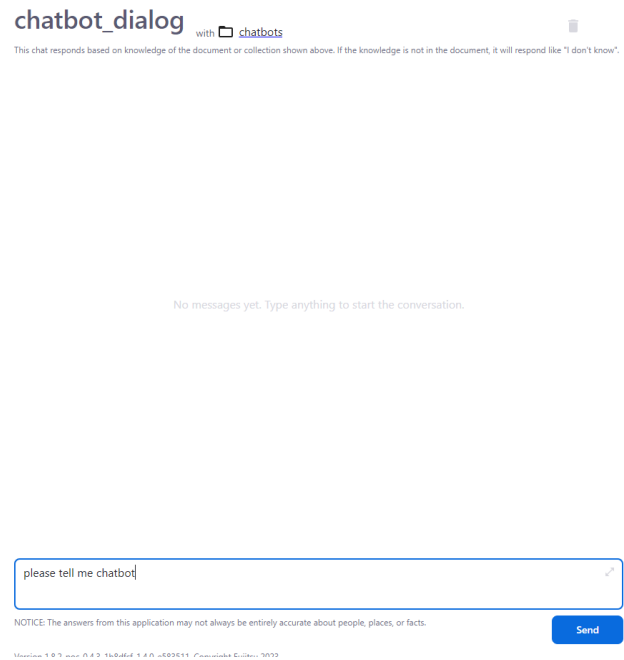 chatbot_dialog with chatbots
This chat responds based on knowledge of the document or collection shown above. If the knowledge is not in the document, it will respond like "I don't know".
No messages yet. Type anything to start the conversation.
please tell me chatbot
NOTICE: The answers from this application may not always be entirely accurate about people, places, or facts.
Send
Copyright Fujitsu 2023